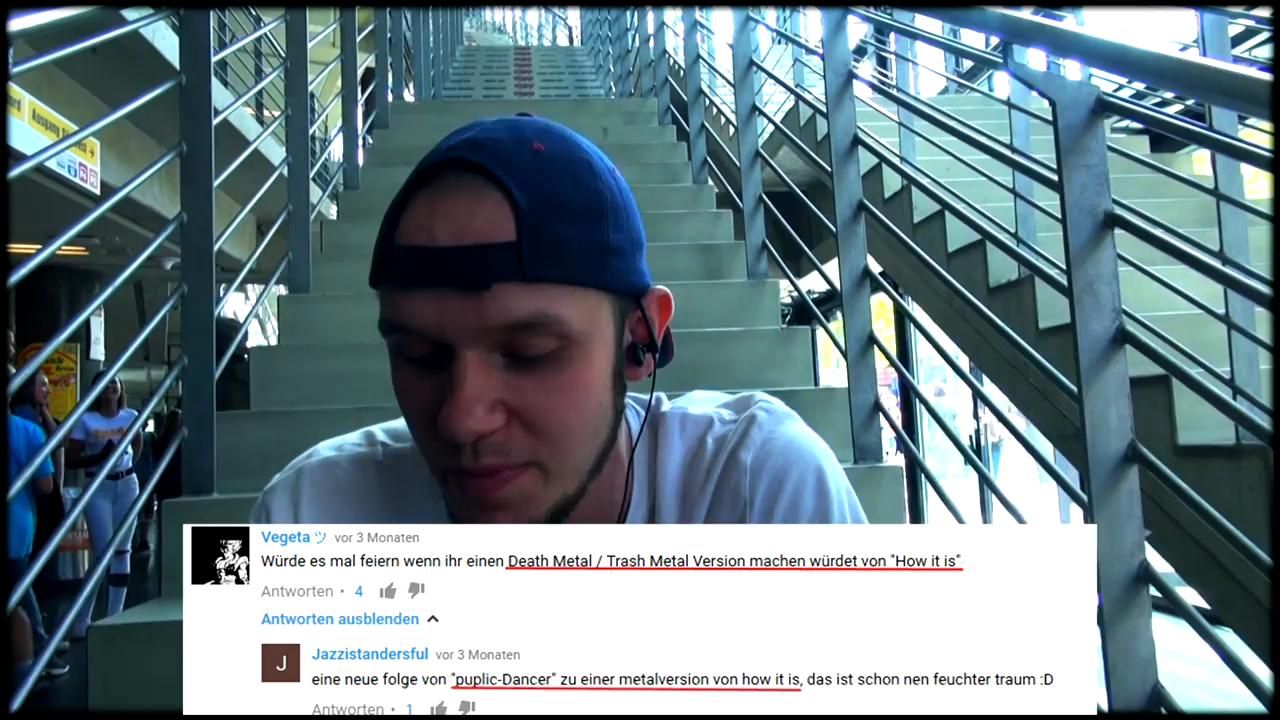 ord
Ausgang
Vegeta ツ vor 3 Monaten
Würde es mal feiern wenn ihr einen Death Metal / Trash Metal Version machen würdet von "How it is"
Antworten • 4
Antworten ausblenden
J
Jazzistandersful vor 3 Monaten
eine neue folge von "puplic-Dancer" zu einer metalversion von how it is, das ist schon nen feuchter traum :D
Antworten • 1